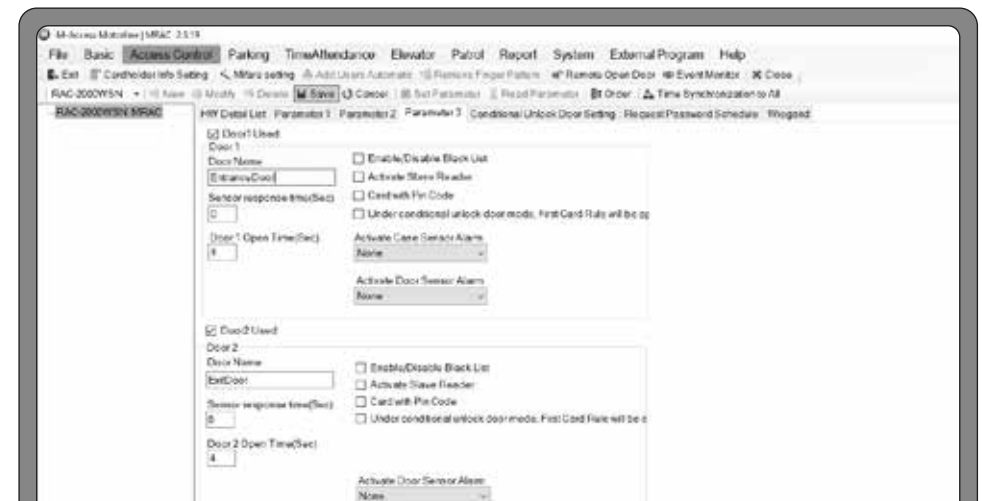 File Basic Access Control Parking TimeAttendance Elevator Patrol Report System External Program Help
Exit Cardholder Info Setting Mifare setting Add Users Automatic Remove Finger Pattern Remote Open Door Event Monitor Close
RAC-2000WSN New Modify Delete Save Cancel Set Parameter Read Parameter Order Time Synchronization to All
RAC-2000WSN MRAC
HW Detail List Parameter 1 Parameter 2 Parameter 3 Conditional Unlock Door Setting Request Password Schedule Wiegand
Door1 Used
Door 1
Door Name
Enable/Disable Black List
EntranceDoor
Activate Slave Reader
Sensor response time(Sec)
Card with Pin Code
0
Under conditional unlock door mode, First Card Rule will be
Door 1 Open Time(Sec)
Activate Case Sensor Alarm
4
None
Activate Door Sensor Alarm
None
Door2 Used
Door 2
Door Name
Enable/Disable Black List
ExitDoor
Activate Slave Reader
Sensor response time(Sec)
Card with Pin Code
0
Under conditional unlock door mode, First Card Rule will be
Door 2 Open Time(Sec)
4
Activate Door Sensor Alarm
None